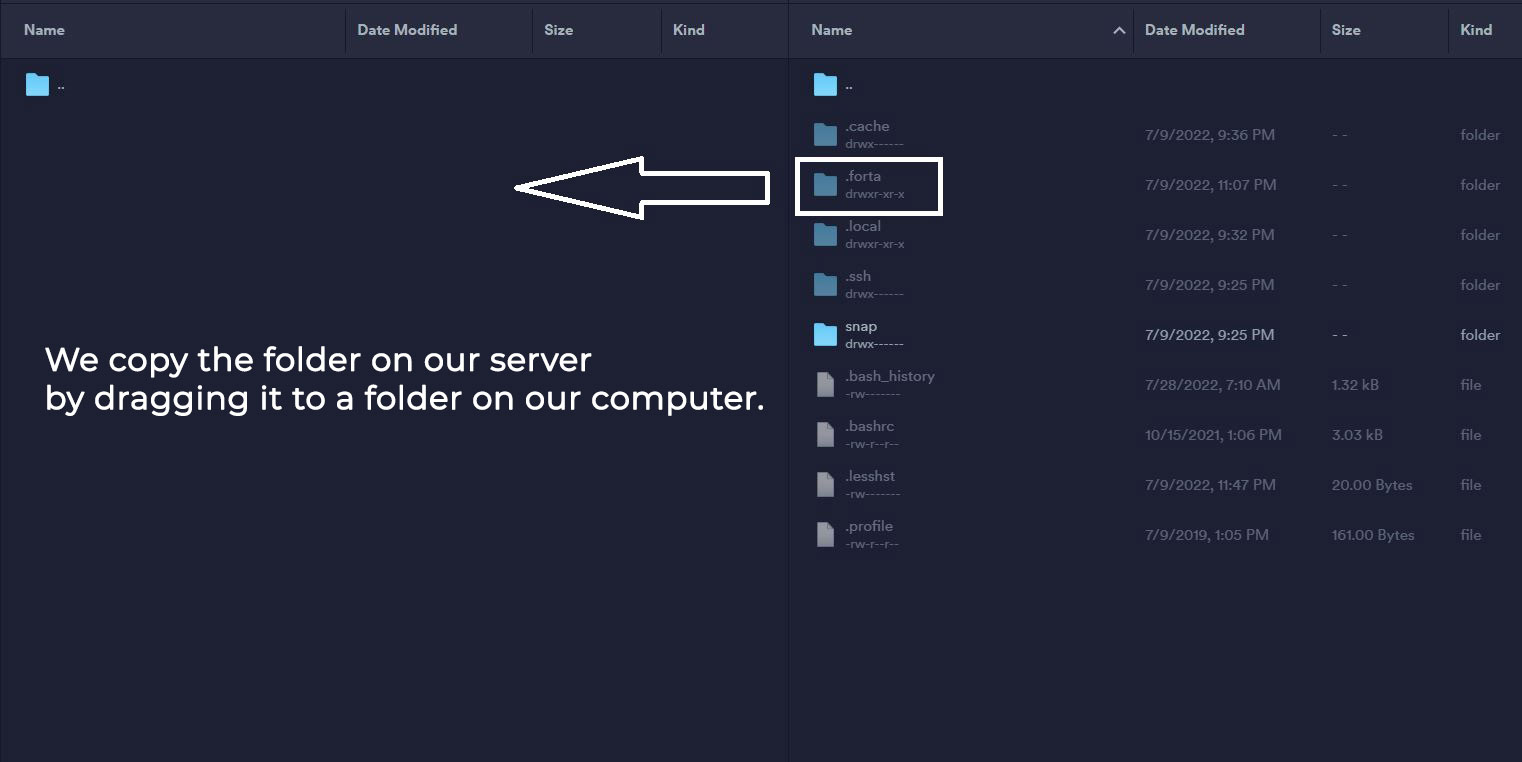 Name Date Modified Size Kind
..
We copy the folder on our server
by dragging it to a folder on our computer.
Name Date Modified Size Kind
..
.cache 7/9/2022, 9:36 PM - - folder
drwx------
.forta 7/9/2022, 11:07 PM - - folder
drwxr-xr-x
.local 7/9/2022, 9:32 PM - - folder
drwxr-xr-x
.ssh 7/9/2022, 9:25 PM - - folder
drwx------
snap 7/9/2022, 9:25 PM - - folder
drwx------
.bash_history 7/28/2022, 7:10 AM 1.32 kB file
-rw-------
.bashrc 10/15/2021, 1:06 PM 3.03 kB file
-rw-r--r--
.lesshst 7/9/2022, 11:47 PM 20.00 Bytes file
-rw-------
.profile 7/9/2019, 1:05 PM 161.00 Bytes file
-rw-r--r--